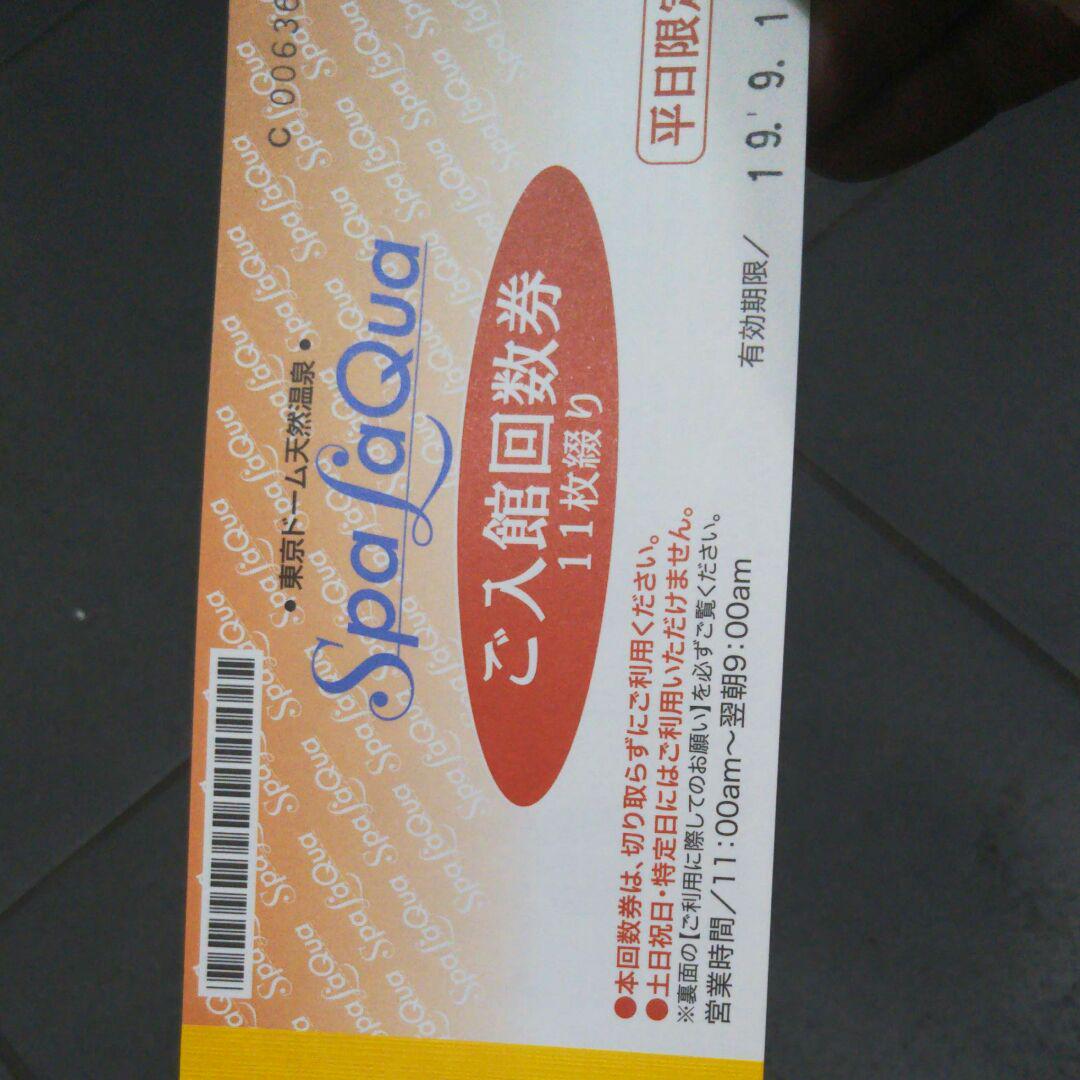 C 00636
・東京ドーム天然温泉・
Spa LaQua
ご入館回数券
11枚綴り
平日限定
●本回数券は、切り取らずにご利用ください。
●土日祝日・特定日にはご利用いただけません。
※裏面の【ご利用に際してのお願い】を必ずご覧ください。
営業時間/11:00am〜翌朝9:00am
有効期限/ 19.9.1